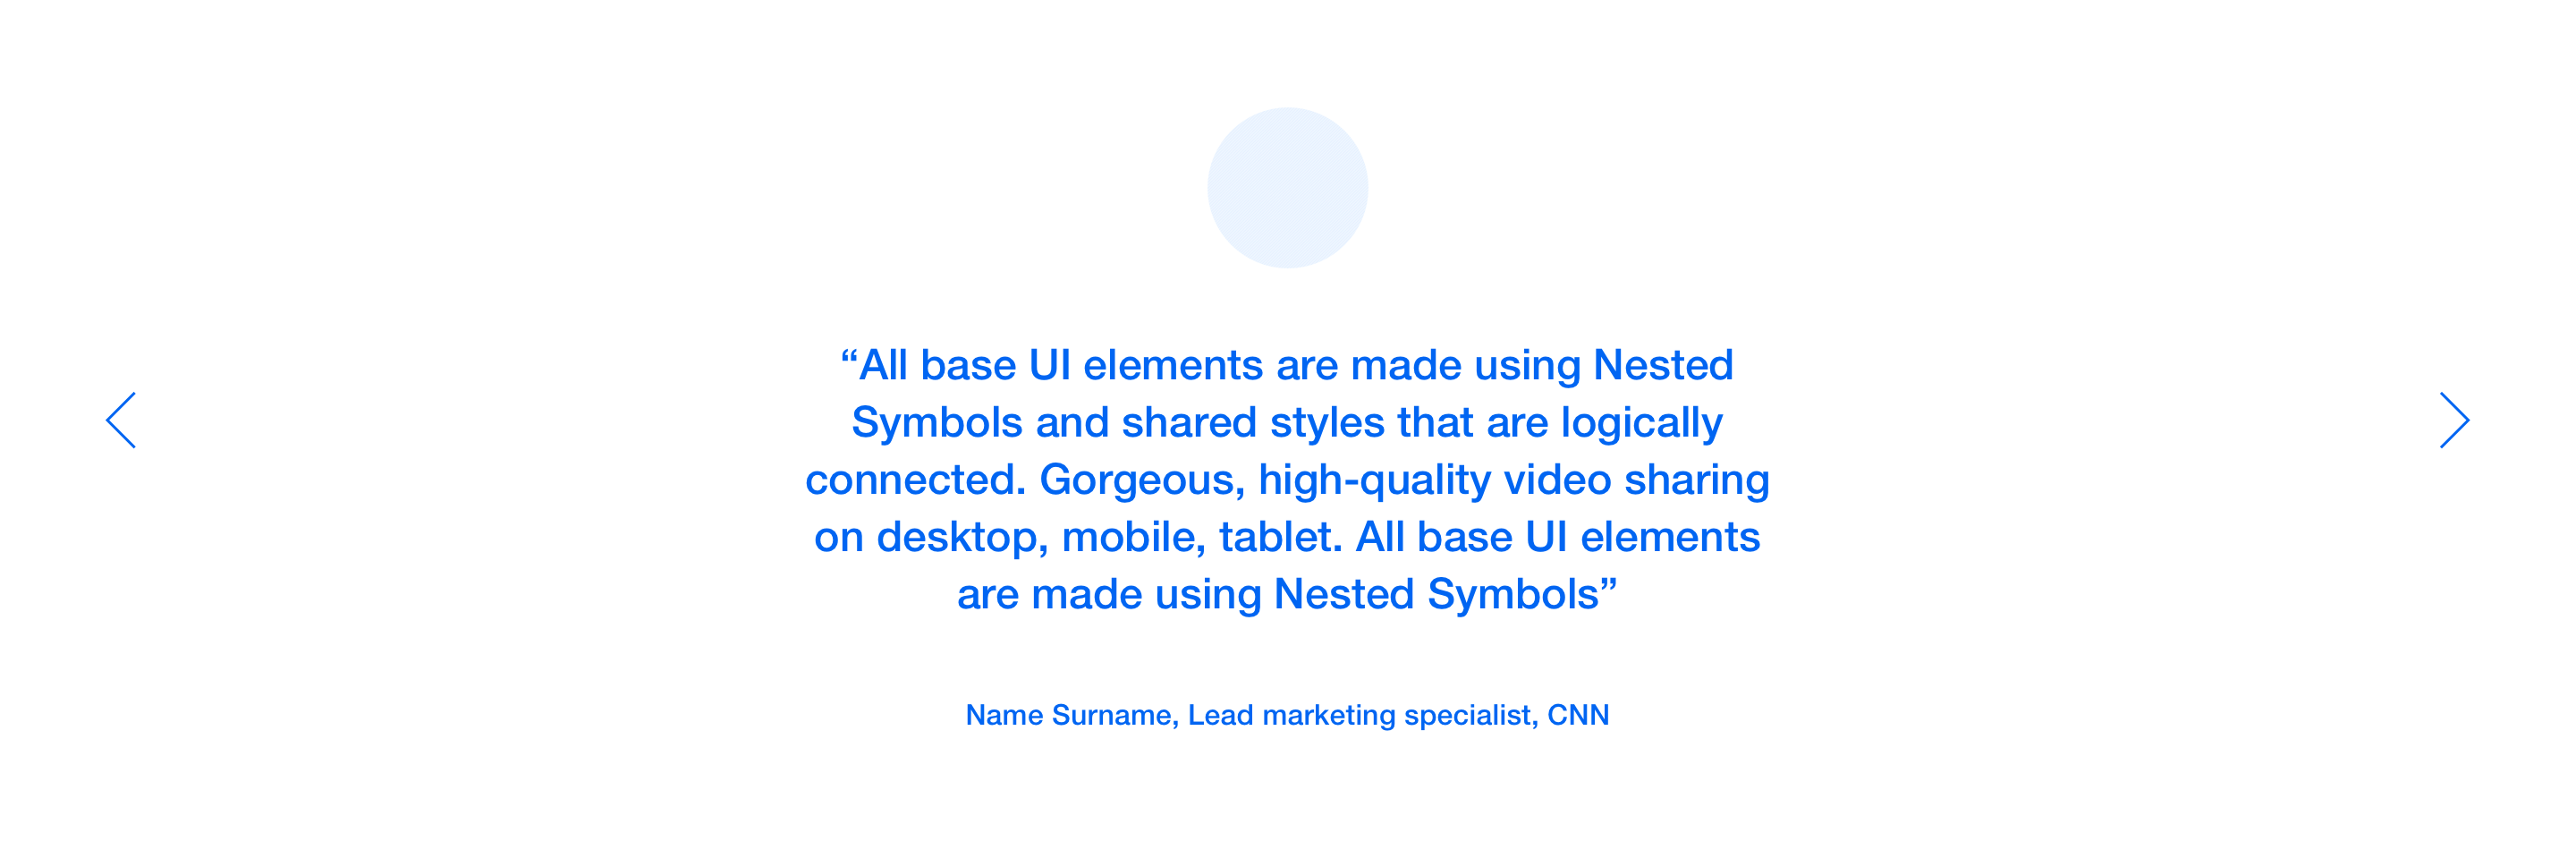 “All base UI elements are made using Nested
Symbols and shared styles that are logically
connected. Gorgeous, high-quality video sharing
on desktop, mobile, tablet. All base UI elements
are made using Nested Symbols”
Name Surname, Lead marketing specialist, CNN